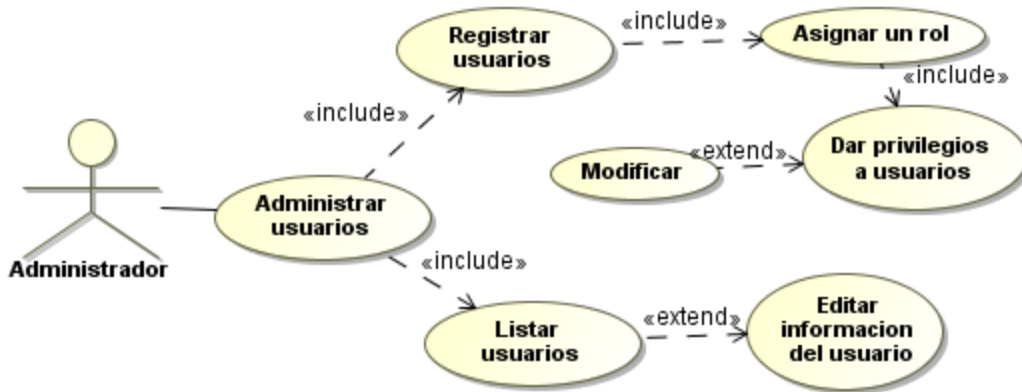 Registrar
usuarios
«include»
Asignar un rol
«include»
«include»
Modificar
«extend»
Dar privilegios
a usuarios
Administrar
usuarios
Administrador
«include»
Listar
usuarios
«extend»
Editar
informacion
del usuario